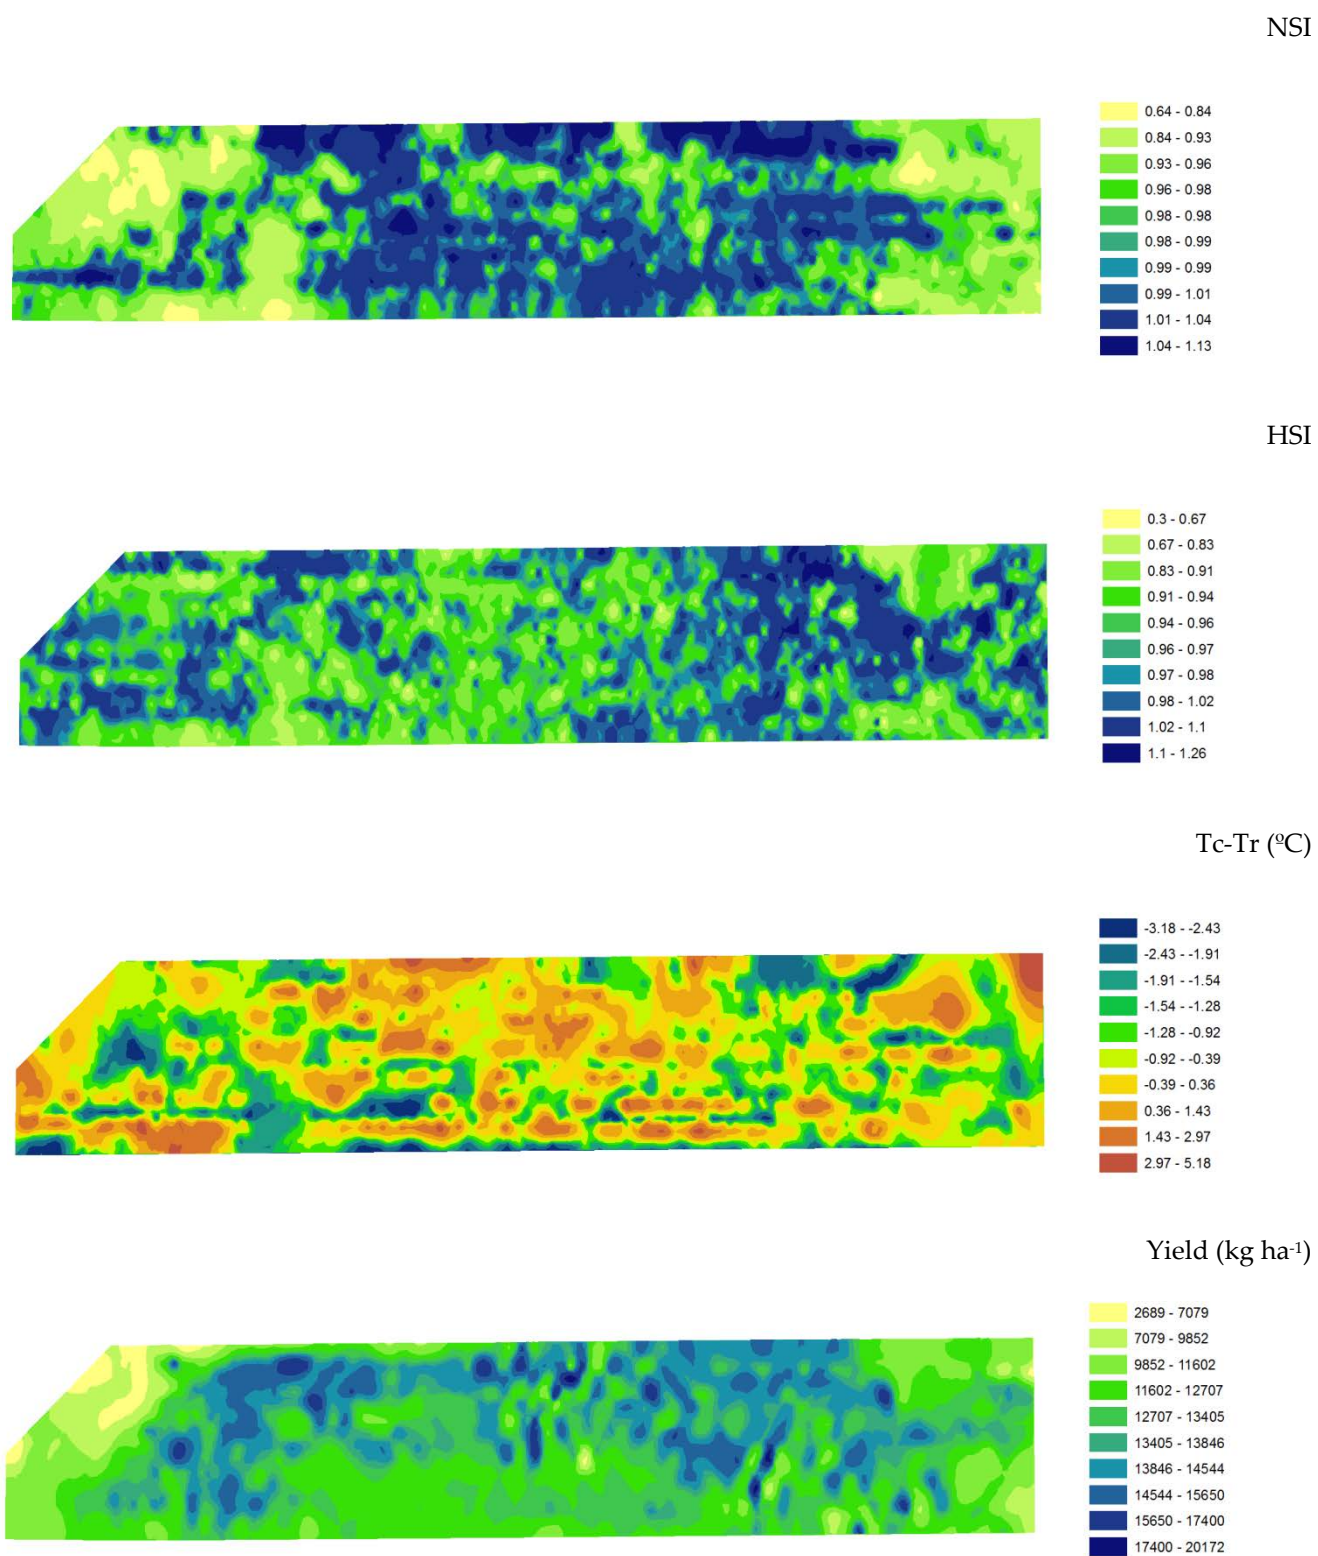 NSI
0.64 - 0.84
0.84 - 0.93
0.93 - 0.96
0.96 - 0.98
0.98 - 0.98
0.98 - 0.99
0.99 - 0.99
0.99 - 1.01
1.01 - 1.04
1.04 - 1.13
HSI
0.3 - 0.67
0.67 - 0.83
0.83 - 0.91
0.91 - 0.94
0.94 - 0.96
0.96 - 0.97
0.97 - 0.98
0.98 - 1.02
1.02 - 1.1
1.1 - 1.26
Tc-Tr (ºC)
-3.18 - -2.43
-2.43 - -1.91
-1.91 - -1.54
-1.54 - -1.28
-1.28 - -0.92
-0.92 - -0.39
-0.39 - 0.36
0.36 - 1.43
1.43 - 2.97
2.97 - 5.18
Yield (kg ha⁻¹)
2689 - 7079
7079 - 9852
9852 - 11602
11602 - 12707
12707 - 13405
13405 - 13846
13846 - 14544
14544 - 15650
15650 - 17400
17400 - 20172